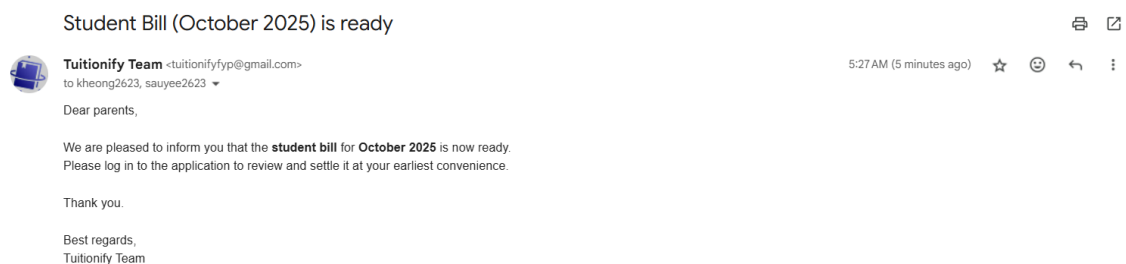 Student Bill (October 2025) is ready
Tuitionify Team <tuitionifyfyp@gmail.com>
5:27 AM (5 minutes ago)
to kheong2623, sauyee2623
Dear parents,
We are pleased to inform you that the student bill for October 2025 is now ready.
Please log in to the application to review and settle it at your earliest convenience.
Thank you.
Best regards,
Tuitionify Team